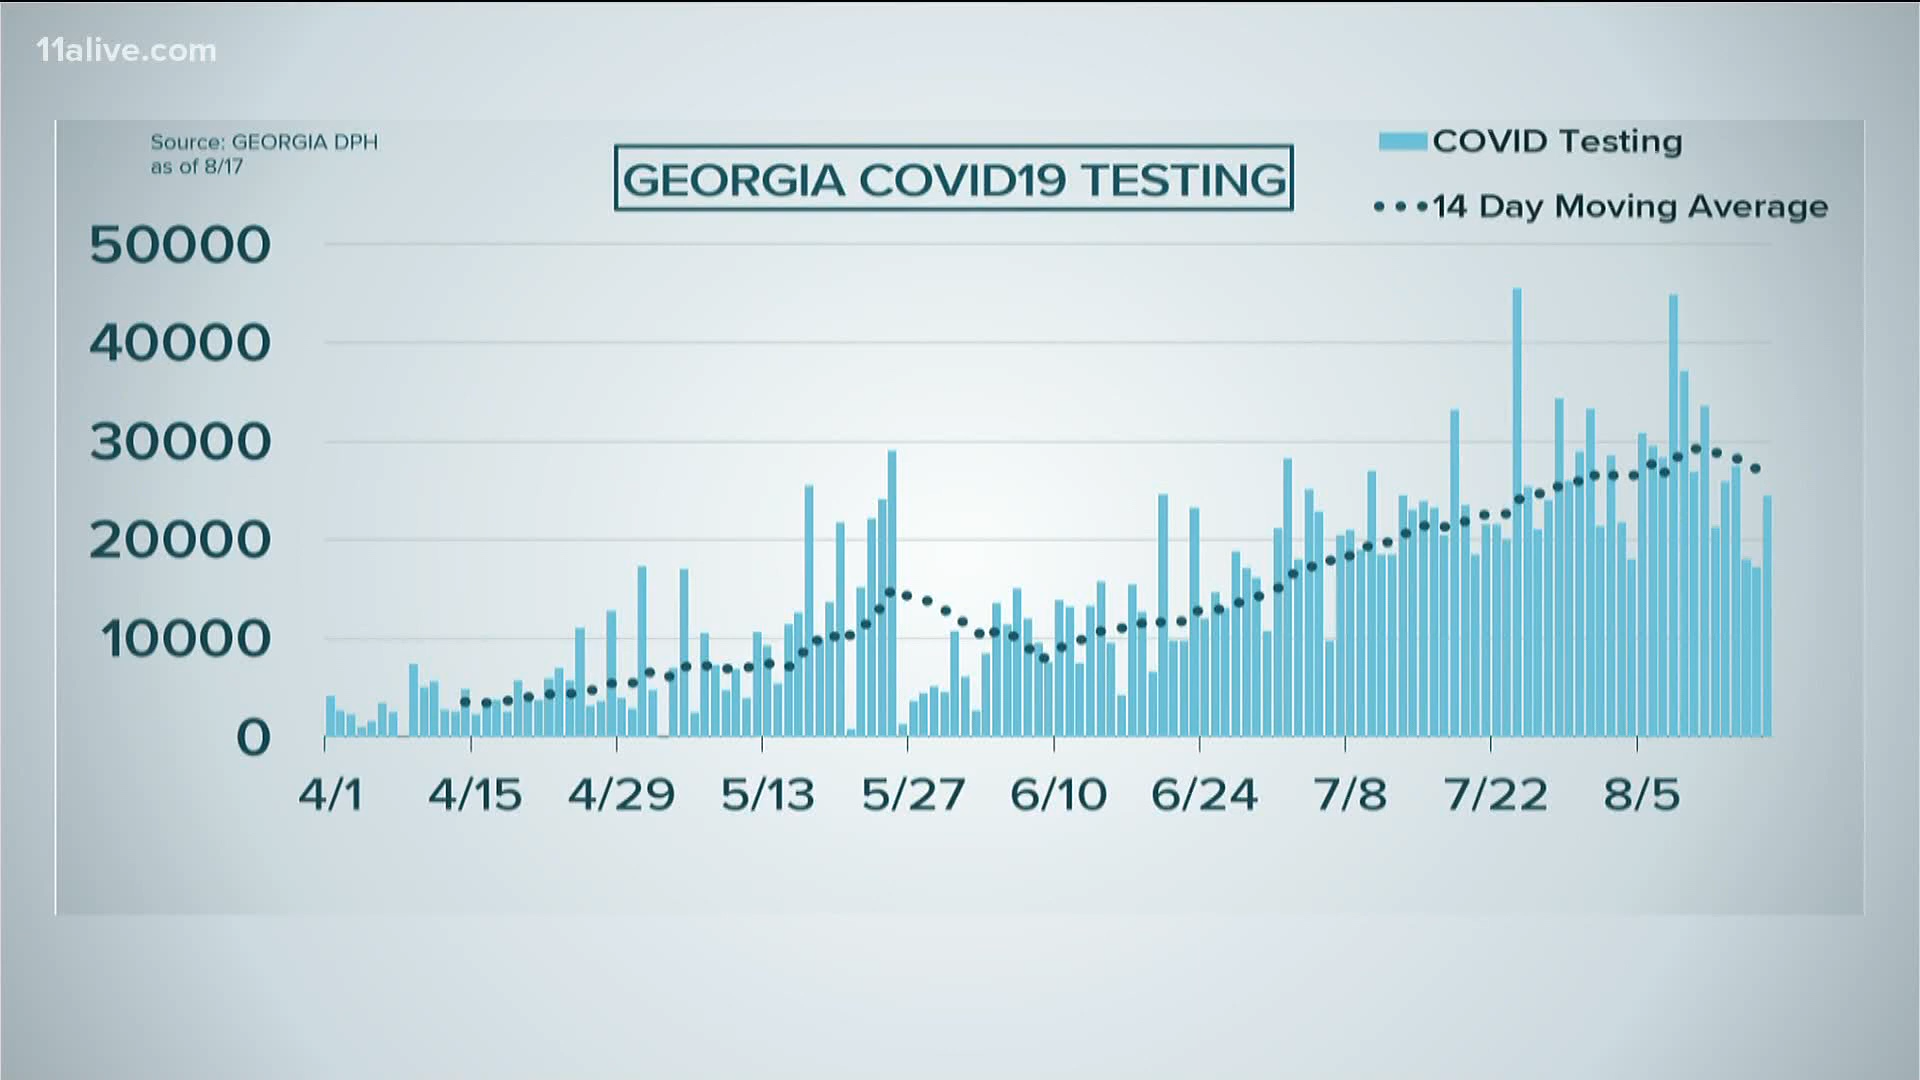 11alive.com
Source: GEORGIA DPH
as of 8/17
GEORGIA COVID19 TESTING
COVID Testing
14 Day Moving Average
50000
40000
30000
20000
10000
0
4/1 4/15 4/29 5/13 5/27 6/10 6/24 7/8 7/22 8/5